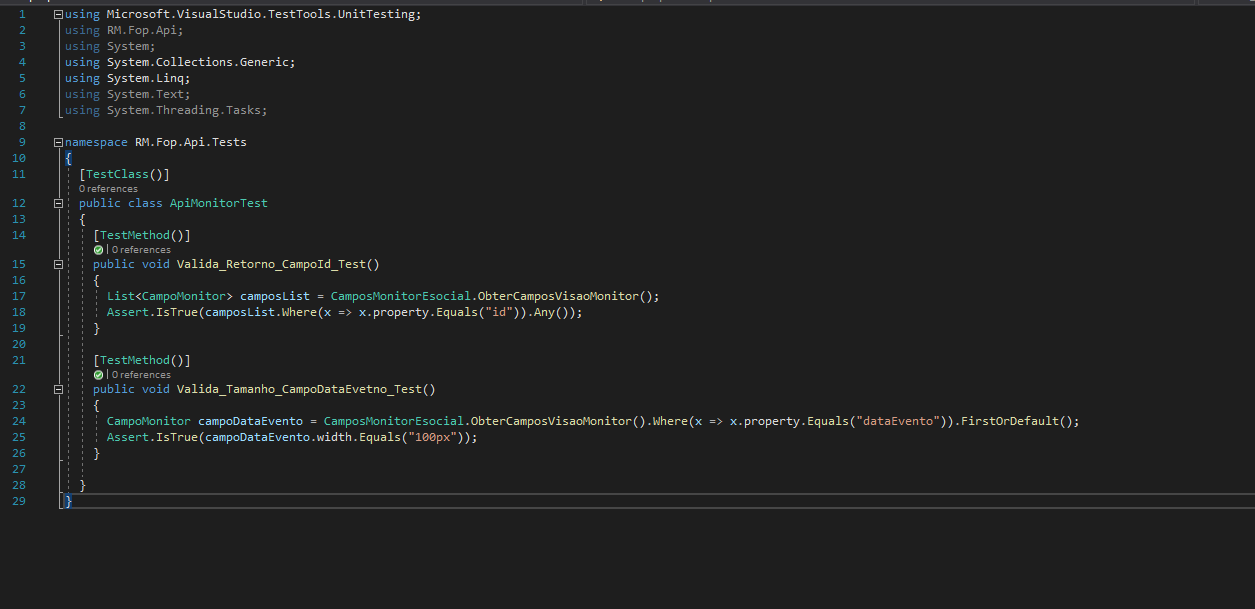 1 using Microsoft.VisualStudio.TestTools.UnitTesting;
2 using RM.Fop.Api;
3 using System;
4 using System.Collections.Generic;
5 using System.Linq;
6 using System.Text;
7 using System.Threading.Tasks;
8
9 namespace RM.Fop.Api.Tests
10 {
11 [TestClass()]
0 references
12 public class ApiMonitorTest
13 {
14 [TestMethod()]
| 0 references
15 public void Valida_Retorno_CampoId_Test()
16 {
17 List<CampoMonitor> camposList = CamposMonitorEsocial.ObterCamposVisaoMonitor();
18 Assert.IsTrue(camposList.Where(x => x.property.Equals("id")).Any());
19 }
20
21 [TestMethod()]
| 0 references
22 public void Valida_Tamanho_CampoDataEvetno_Test()
23 {
24 CampoMonitor campoDataEvento = CamposMonitorEsocial.ObterCamposVisaoMonitor().Where(x => x.property.Equals("dataEvento")).FirstOrDefault();
25 Assert.IsTrue(campoDataEvento.width.Equals("100px"));
26 }
27
28 }
29 }